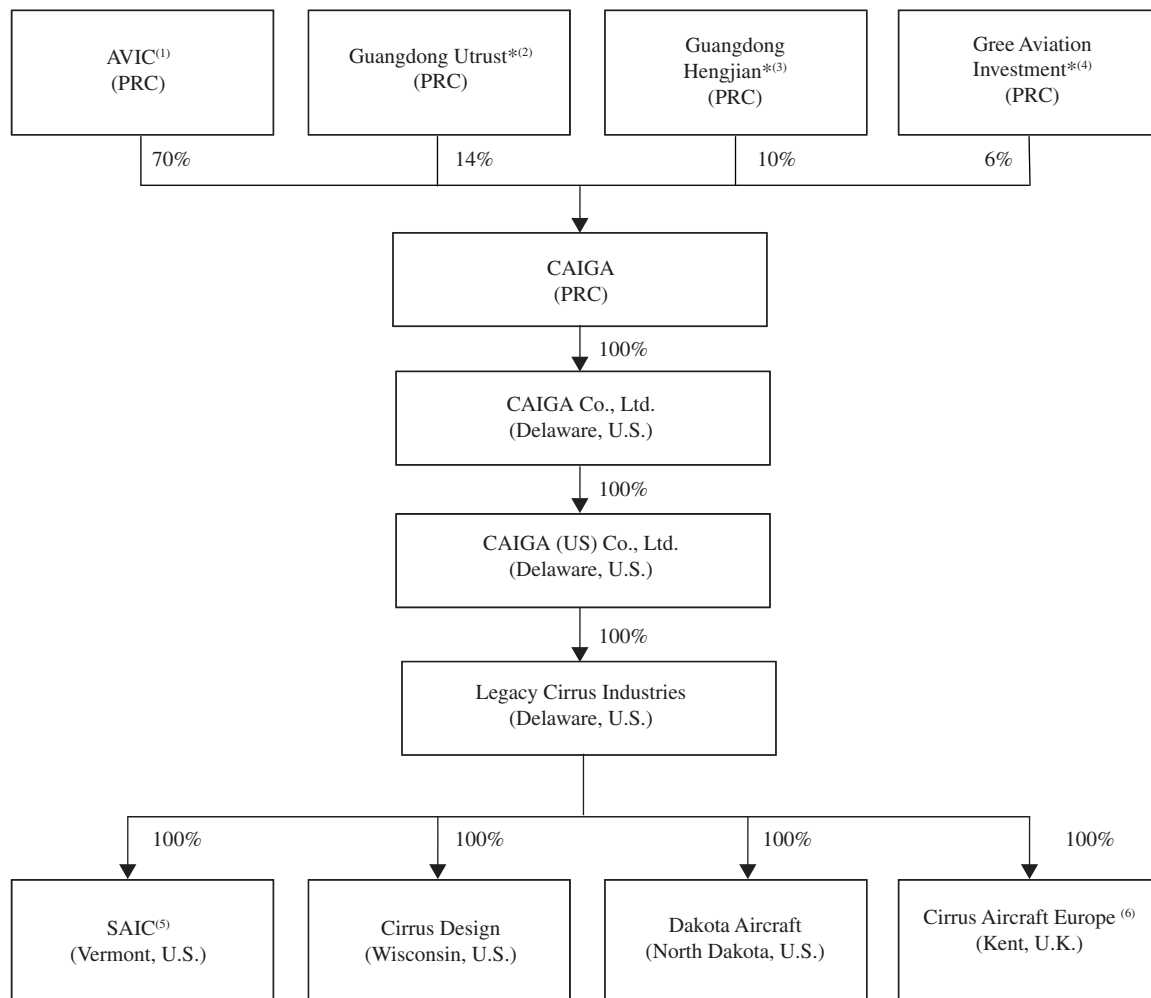 AVIC(1)
(PRC)
Guangdong Utrust*(2)
(PRC)
Guangdong
Hengjian*(3)
(PRC)
Gree Aviation
Investment*(4)
(PRC)
70%
14%
10%
6%
CAIGA
(PRC)
100%
CAIGA Co., Ltd.
(Delaware, U.S.)
100%
CAIGA (US) Co., Ltd.
(Delaware, U.S.)
100%
Legacy Cirrus Industries
(Delaware, U.S.)
100%
100%
100%
100%
SAIC(5)
(Vermont, U.S.)
Cirrus Design
(Wisconsin, U.S.)
Dakota Aircraft
(North Dakota, U.S.)
Cirrus Aircraft Europe (6)
(Kent, U.K.)